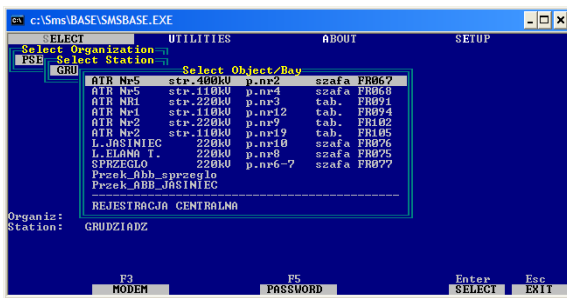 c:\Sms\BASE\SMSBASE.EXE
SELECT UTILITIES ABOUT SETUP
Select Organization
PSE Select Station
GRU Select Object/Bay
ATR Nr5 str.400kV p.nr2 szafa FR067
ATR Nr5 str.110kV p.nr4 szafa FR068
ATR NR1 str.220kV p.nr3 tab. FR091
ATR Nr1 str.110kV p.nr12 tab. FR094
ATR Nr2 str.220kV p.nr9 tab. FR102
ATR Nr2 str.110kV p.nr19 tab. FR105
L.JASINIEC 220kV p.nr10 szafa FR076
L.ELANA T. 220kV p.nr8 szafa FR075
SPRZEGLO 220kV p.nr6-7 szafa FR077
Przek_Abb_sprzeglo
Przek_ABB_JASINIEC
REJESTRACJA CENTRALNA
Organiz:
Station: GRUDZIADZ
F3 F5 Enter Esc
MODEM PASSWORD SELECT EXIT